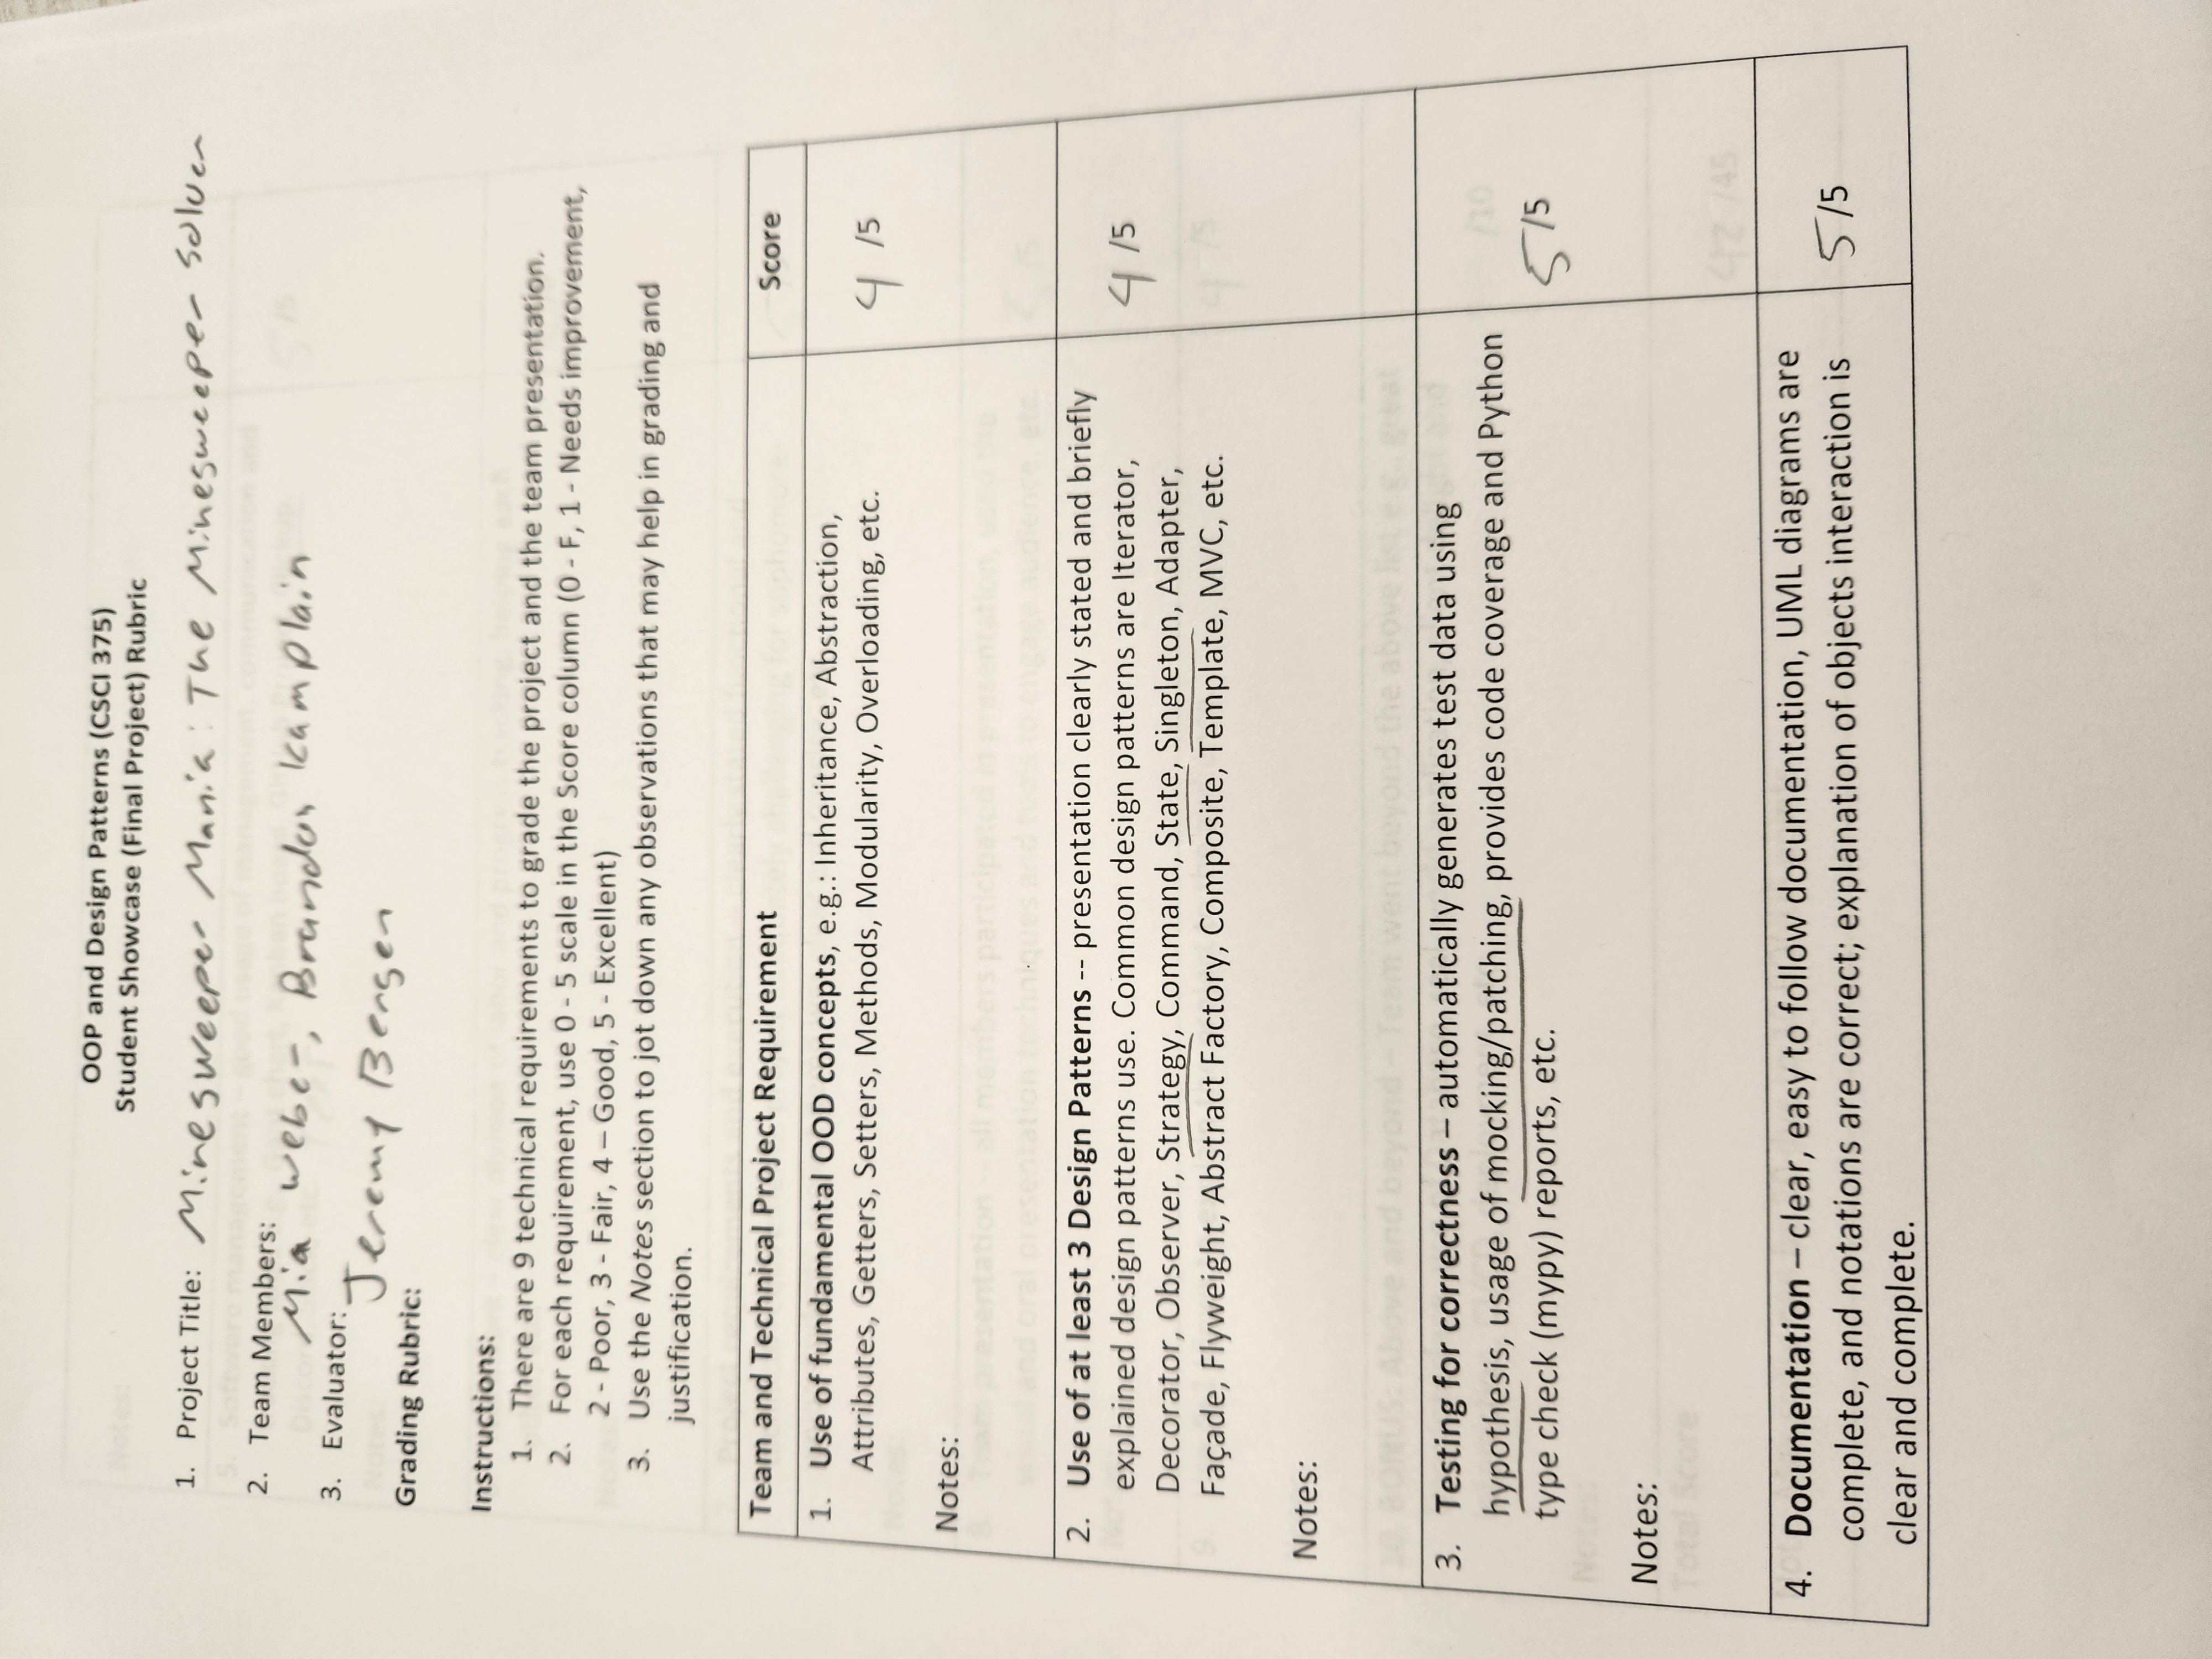 OOP and Design Patterns (CSCI 375)
Student Showcase (Final Project) Rubric
1. Project Title: Minesweeper Mania: The Minesweeper Solver
2. Team Members:
Mia Weber, Brandon Kamplain
3. Evaluator:
Jeremy Bergen
Grading Rubric:
Instructions:
1. There are 9 technical requirements to grade the project and the team presentation.
2. For each requirement, use 0 - 5 scale in the Score column (0 - F, 1 - Needs improvement,
2 - Poor, 3 - Fair, 4 – Good, 5 - Excellent)
3. Use the Notes section to jot down any observations that may help in grading and
justification.
Team and Technical Project Requirement Score
1. Use of fundamental OOD concepts, e.g.: Inheritance, Abstraction,
Attributes, Getters, Setters, Methods, Modularity, Overloading, etc.
4 /5
Notes:
2. Use of at least 3 Design Patterns -- presentation clearly stated and briefly
explained design patterns use. Common design patterns are Iterator,
Decorator, Observer, Strategy, Command, State, Singleton, Adapter,
Façade, Flyweight, Abstract Factory, Composite, Template, MVC, etc.
4 /5
Notes:
3. Testing for correctness – automatically generates test data using
hypothesis, usage of mocking/patching, provides code coverage and Python
type check (mypy) reports, etc.
5 /5
Notes:
4. Documentation – clear, easy to follow documentation, UML diagrams are
complete, and notations are correct; explanation of objects interaction is
clear and complete.
5 /5